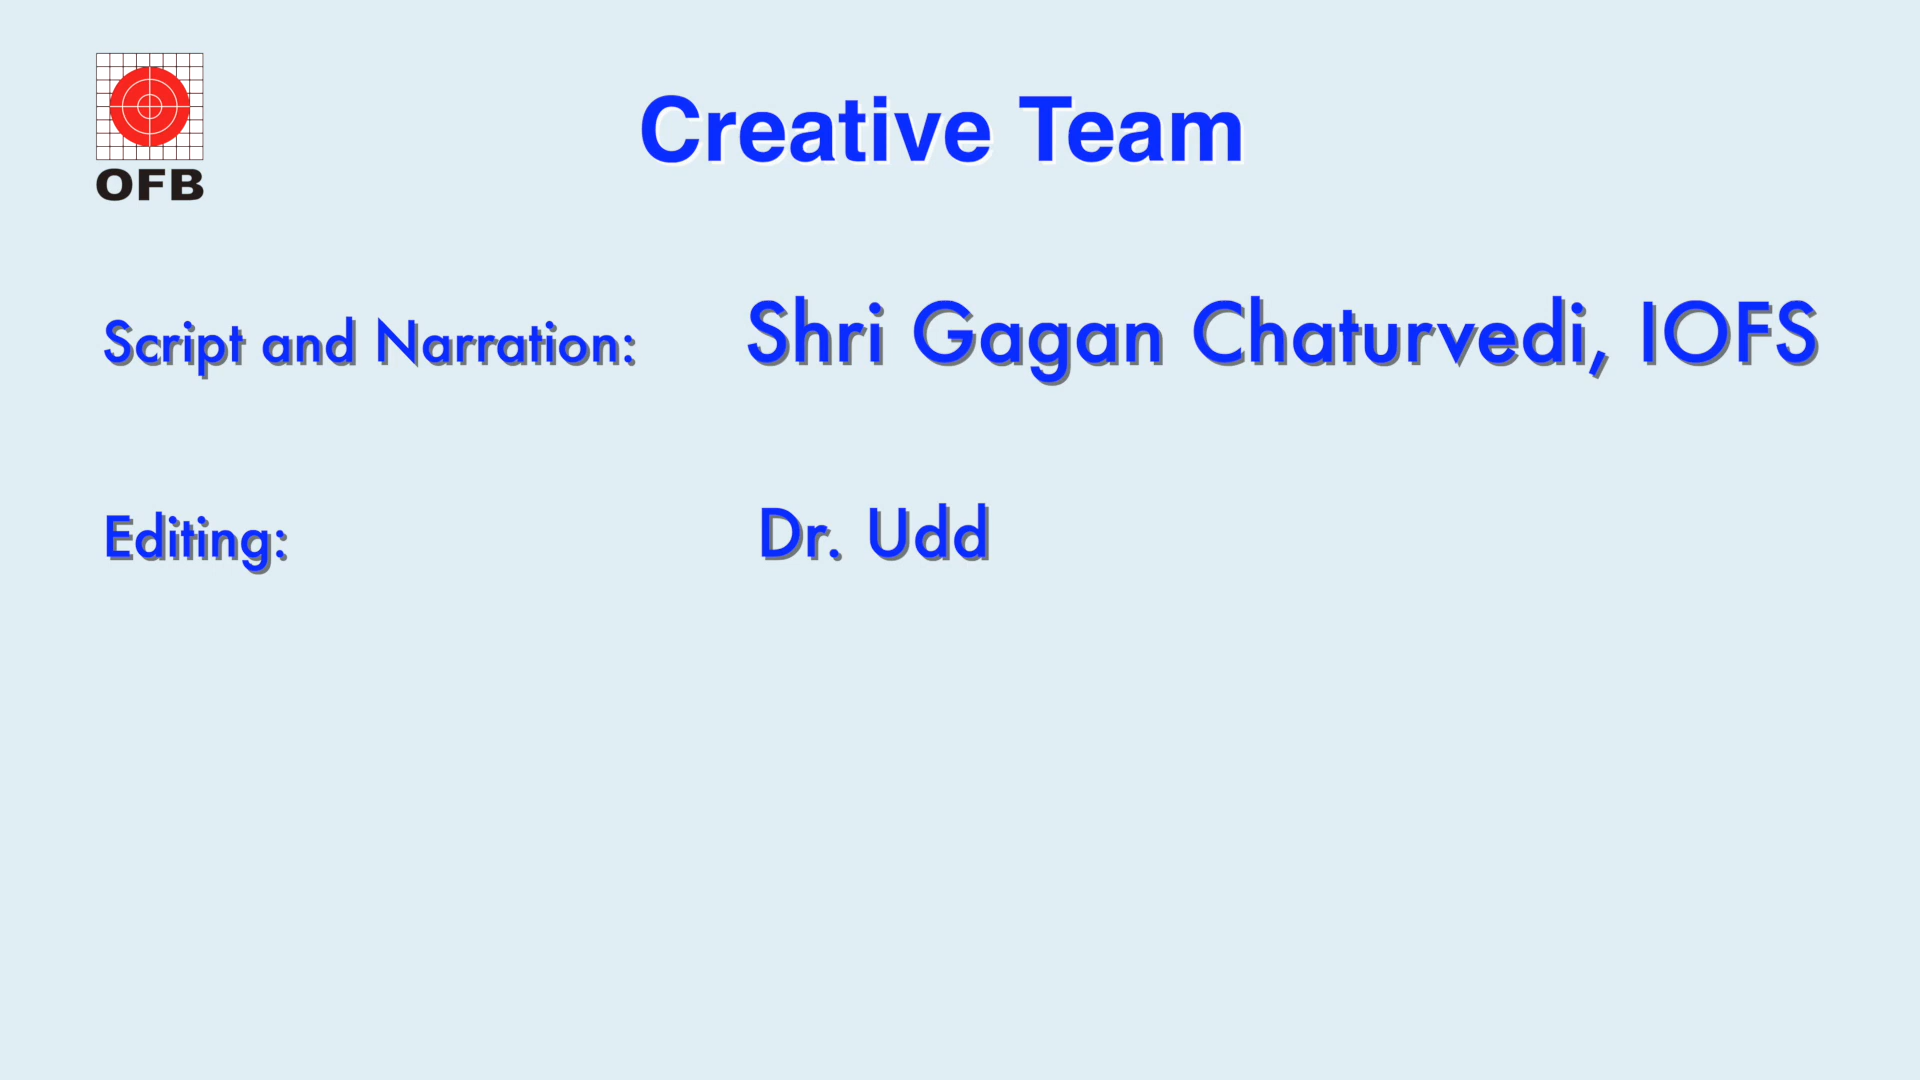 OFB
Creative Team
Script and Narration: Shri Gagan Chaturvedi, IOFS
Editing: Dr. Udd